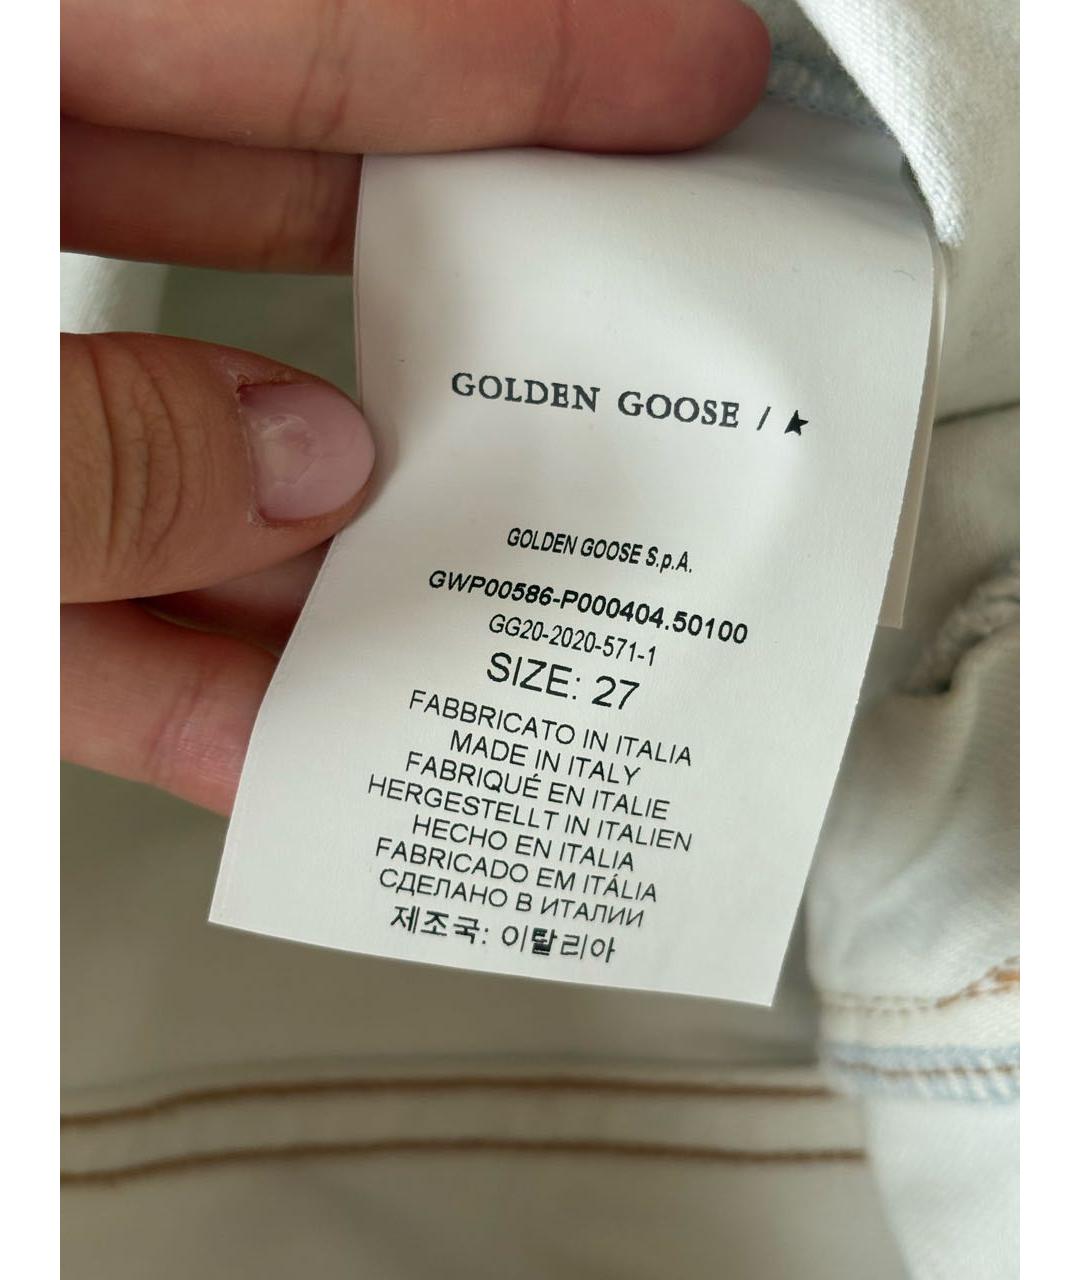 GOLDEN GOOSE / ★
GOLDEN GOOSE S.p.A.
GWP00586-P000404.50100
GG20-2020-571-1
SIZE: 27
FABBRICATO IN ITALIA
MADE IN ITALY
FABRIQUÉ EN ITALIE
HERGESTELLT IN ITALIEN
HECHO EN ITALIA
FABRICADO EM ITÁLIA
СДЕЛАНО В ИТАЛИИ
제조국: 이탈리아